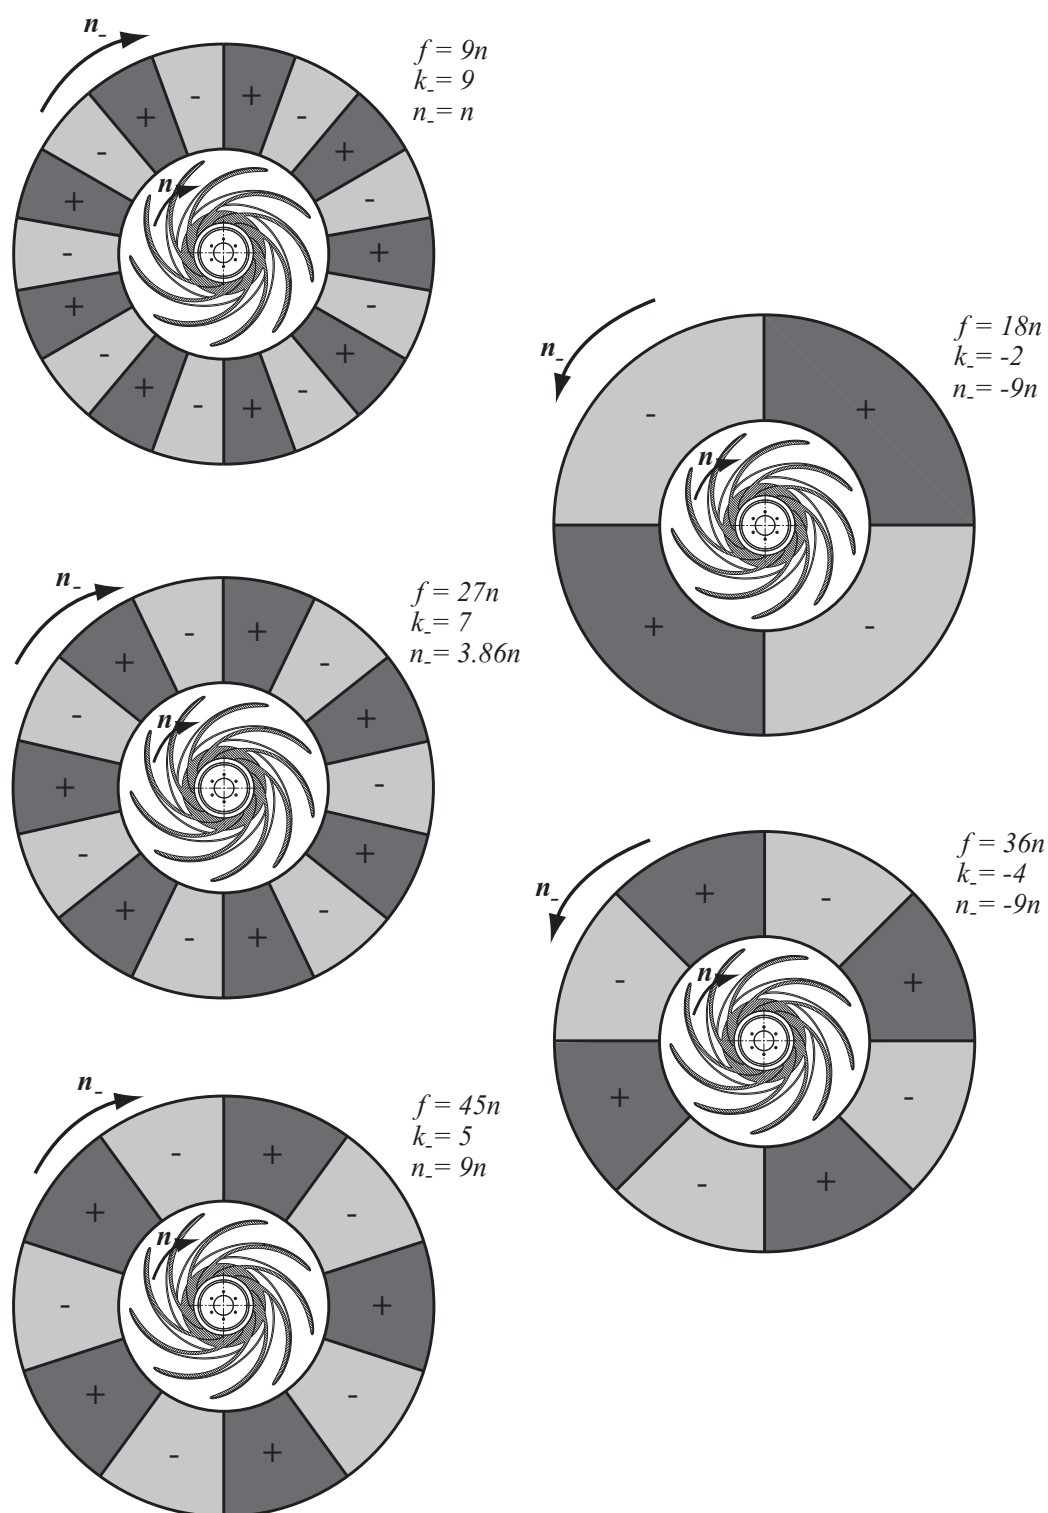 n_-
f = 9n
k_-= 9
n_-= n
+ - + - + - + - + - + - + - + - + -
n
n_-
f = 18n
k_-= -2
n_-= -9n
- +
n
+ -
n_-
f = 27n
k_-= 7
n_-= 3.86n
+ - + - + - + - + - + - + -
n
n_-
f = 36n
k_-= -4
n_-= -9n
+ - + - + - + -
n
n_-
f = 45n
k_-= 5
n_-= 9n
+ - + - + - + - + -
n